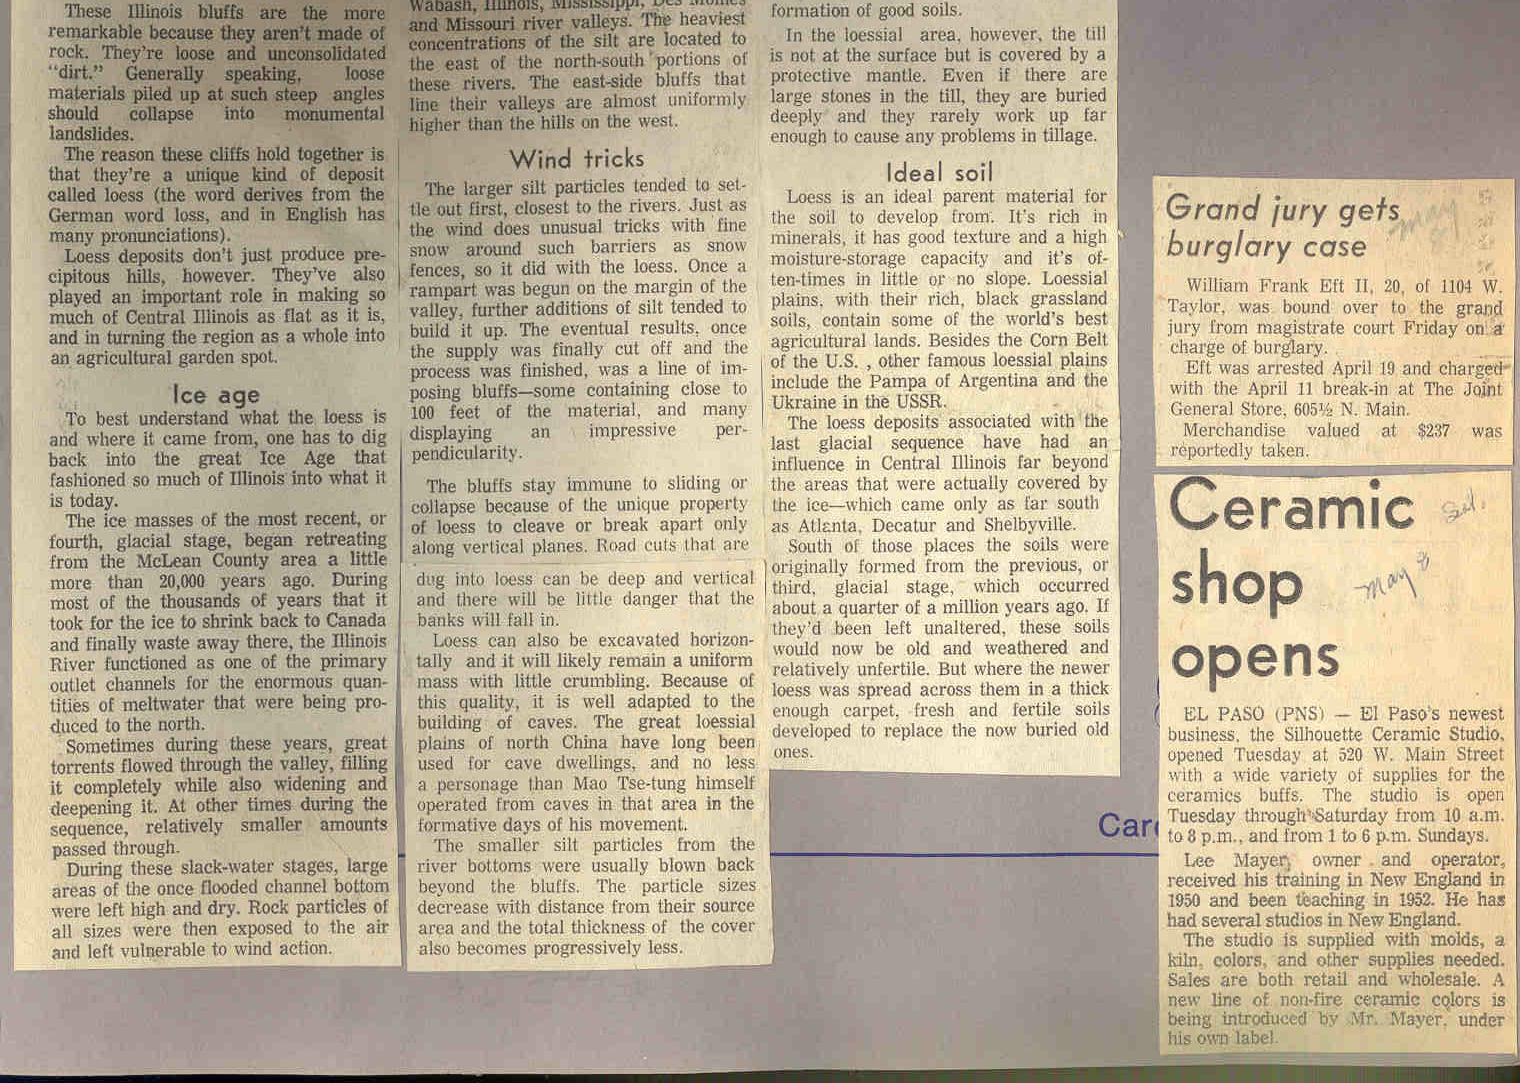 These Illinois bluffs are the more
remarkable because they aren't made of
rock. They're loose and unconsolidated
"dirt." Generally speaking, loose
materials piled up at such steep angles
should collapse into monumental
landslides.
The reason these cliffs hold together is
that they're a unique kind of deposit
called loess (the word derives from the
German word loss, and in English has
many pronunciations).
Loess deposits don't just produce pre-
cipitous hills, however. They've also
played an important role in making so
much of Central Illinois as flat as it is,
and in turning the region as a whole into
an agricultural garden spot.
Ice age
To best understand what the loess is
and where it came from, one has to dig
back into the great Ice Age that
fashioned so much of Illinois into what it
is today.
The ice masses of the most recent, or
fourth, glacial stage, began retreating
from the McLean County area a little
more than 20,000 years ago. During
most of the thousands of years that it
took for the ice to shrink back to Canada
and finally waste away there, the Illinois
River functioned as one of the primary
outlet channels for the enormous quan-
tities of meltwater that were being pro-
duced to the north.
Sometimes during these years, great
torrents flowed through the valley, filling
it completely while also widening and
deepening it. At other times during the
sequence, relatively smaller amounts
passed through.
During these slack-water stages, large
areas of the once flooded channel bottom
were left high and dry. Rock particles of
all sizes were then exposed to the air
and left vulnerable to wind action.
Wabash, Illinois, Mississippi, Des Moines
and Missouri river valleys. The heaviest
concentrations of the silt are located to
the east of the north-south portions of
these rivers. The east-side bluffs that
line their valleys are almost uniformly
higher than the hills on the west.
Wind tricks
The larger silt particles tended to set-
tle out first, closest to the rivers. Just as
the wind does unusual tricks with fine
snow around such barriers as snow
fences, so it did with the loess. Once a
rampart was begun on the margin of the
valley, further additions of silt tended to
build it up. The eventual results, once
the supply was finally cut off and the
process was finished, was a line of im-
posing bluffs—some containing close to
100 feet of the material, and many
displaying an impressive per-
pendicularity.
The bluffs stay immune to sliding or
collapse because of the unique property
of loess to cleave or break apart only
along vertical planes. Road cuts that are
dug into loess can be deep and vertical
and there will be little danger that the
banks will fall in.
Loess can also be excavated horizon-
tally and it will likely remain a uniform
mass with little crumbling. Because of
this quality, it is well adapted to the
building of caves. The great loessial
plains of north China have long been
used for cave dwellings, and no less
a personage than Mao Tse-tung himself
operated from caves in that area in the
formative days of his movement.
The smaller silt particles from the
river bottoms were usually blown back
beyond the bluffs. The particle sizes
decrease with distance from their source
area and the total thickness of the cover
also becomes progressively less.
formation of good soils.
In the loessial area, however, the till
is not at the surface but is covered by a
protective mantle. Even if there are
large stones in the till, they are buried
deeply and they rarely work up far
enough to cause any problems in tillage.
Ideal soil
Loess is an ideal parent material for
the soil to develop from. It's rich in
minerals, it has good texture and a high
moisture-storage capacity and it's of-
ten-times in little or no slope. Loessial
plains, with their rich, black grassland
soils, contain some of the world's best
agricultural lands. Besides the Corn Belt
of the U.S. , other famous loessial plains
include the Pampa of Argentina and the
Ukraine in the USSR.
The loess deposits associated with the
last glacial sequence have had an
influence in Central Illinois far beyond
the areas that were actually covered by
the ice—which came only as far south
as Atlanta, Decatur and Shelbyville.
South of those places the soils were
originally formed from the previous, or
third, glacial stage, which occurred
about a quarter of a million years ago. If
they'd been left unaltered, these soils
would now be old and weathered and
relatively unfertile. But where the newer
loess was spread across them in a thick
enough carpet, fresh and fertile soils
developed to replace the now buried old
ones.
Grand jury gets
burglary case
May
8
William Frank Eft II, 20, of 1104 W.
Taylor, was bound over to the grand
jury from magistrate court Friday on a
charge of burglary.
Eft was arrested April 19 and charged
with the April 11 break-in at The Joint
General Store, 605½ N. Main.
Merchandise valued at $237 was
reportedly taken.
Ceramic
shop
opens
May 8
EL PASO (PNS) — El Paso's newest
business, the Silhouette Ceramic Studio,
opened Tuesday at 520 W. Main Street
with a wide variety of supplies for the
ceramics buffs. The studio is open
Tuesday through Saturday from 10 a.m.
to 8 p.m., and from 1 to 6 p.m. Sundays.
Lee Mayer, owner and operator,
received his training in New England in
1950 and been teaching in 1952. He has
had several studios in New England.
The studio is supplied with molds, a
kiln, colors, and other supplies needed.
Sales are both retail and wholesale. A
new line of non-fire ceramic colors is
being introduced by Mr. Mayer, under
his own label.
Car